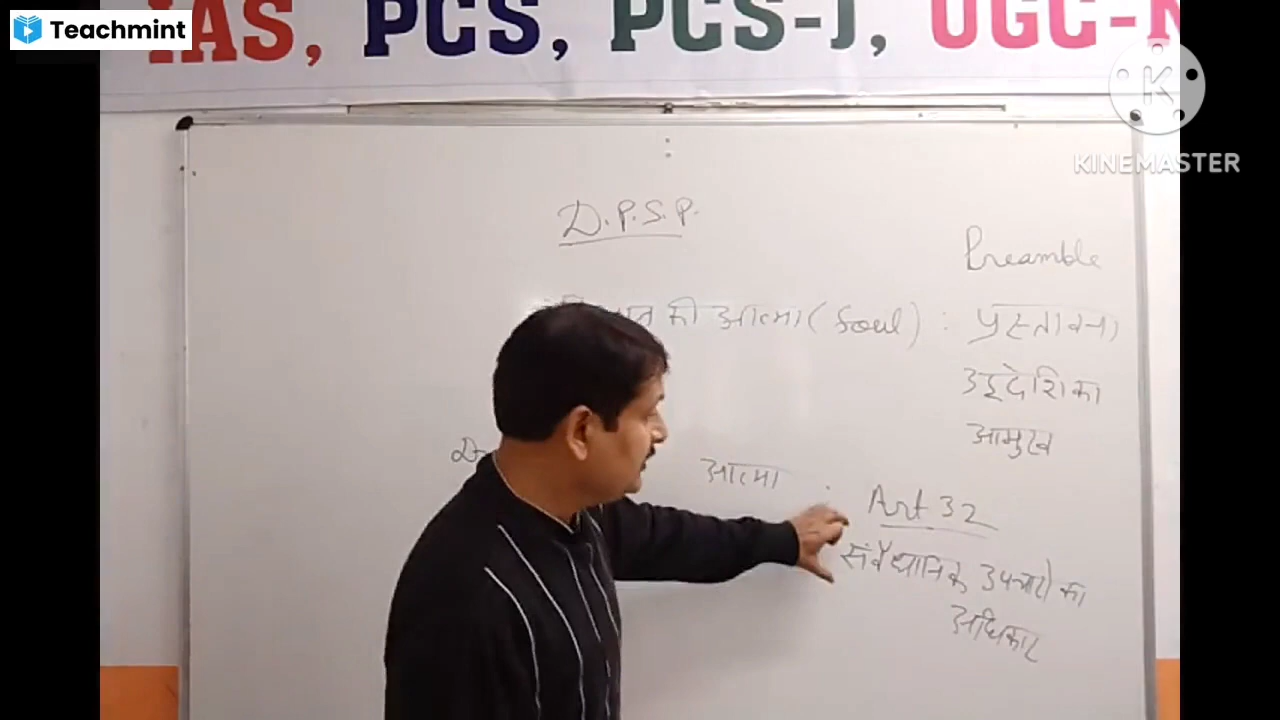 Teachmint
IAS, PCS, PCS-J, UGC-N
KINEMASTER
D.P.S.P.
Preamble
की आत्मा (Soul) : प्रस्तावना
उद्देशिका
आमुख
आत्मा : Art 32
संवैधानिक उपचारों का
अधिकार